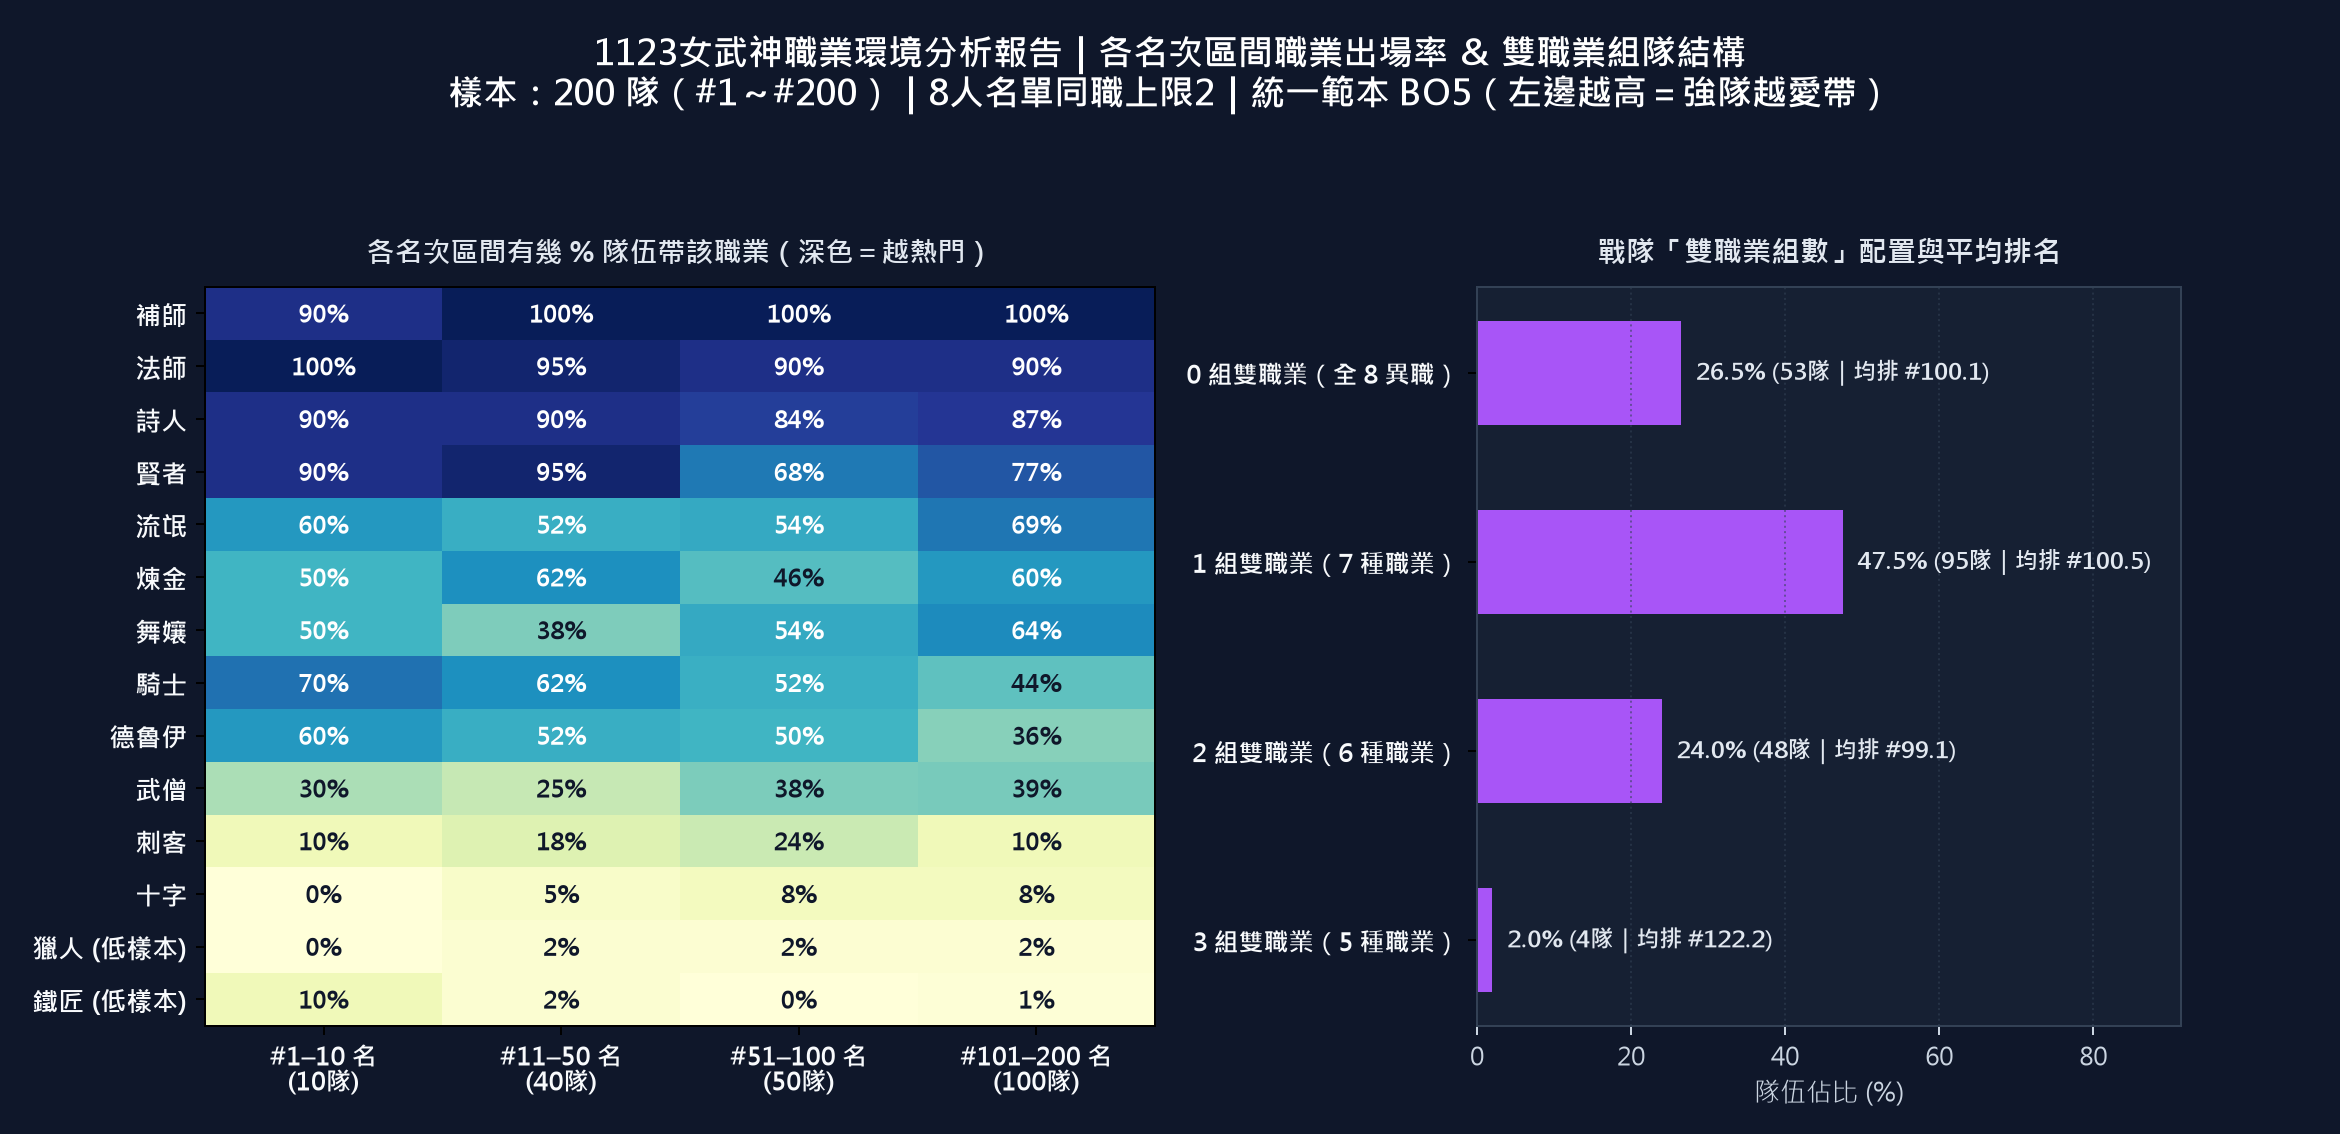 1123女武神職業環境分析報告 | 各名次區間職業出場率 & 雙職業組隊結構
樣本：200 隊（#1～#200） | 8人名單同職上限2 | 統一範本 BO5（左邊越高＝強隊越愛帶）
各名次區間有幾 % 隊伍帶該職業（深色＝越熱門）
補師 90% 100% 100% 100%
法師 100% 95% 90% 90%
詩人 90% 90% 84% 87%
賢者 90% 95% 68% 77%
流氓 60% 52% 54% 69%
煉金 50% 62% 46% 60%
舞孃 50% 38% 54% 64%
騎士 70% 62% 52% 44%
德魯伊 60% 52% 50% 36%
武僧 30% 25% 38% 39%
刺客 10% 18% 24% 10%
十字 0% 5% 8% 8%
獵人 (低樣本) 0% 2% 2% 2%
鐵匠 (低樣本) 10% 2% 0% 1%
#1–10 名 #11–50 名 #51–100 名 #101–200 名
(10隊) (40隊) (50隊) (100隊)
戰隊「雙職業組數」配置與平均排名
0 組雙職業（全 8 異職） 26.5% (53隊 | 均排 #100.1)
1 組雙職業（7 種職業） 47.5% (95隊 | 均排 #100.5)
2 組雙職業（6 種職業） 24.0% (48隊 | 均排 #99.1)
3 組雙職業（5 種職業） 2.0% (4隊 | 均排 #122.2)
0 20 40 60 80
隊伍佔比 (%)